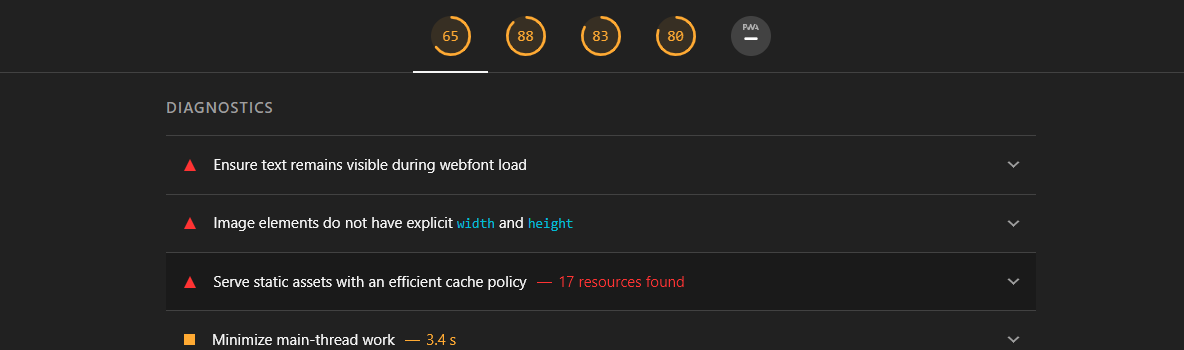 65 88 83 80 PWA
DIAGNOSTICS
Ensure text remains visible during webfont load
Image elements do not have explicit width and height
Serve static assets with an efficient cache policy — 17 resources found
Minimize main-thread work — 3.4 s